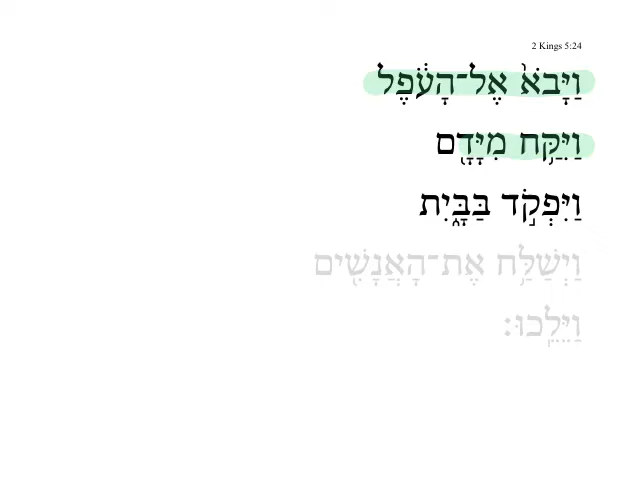 2 Kings 5:24
וַיָּבֹא֙ אֶל־הָעֹ֔פֶל
וַיִּקַּ֥ח מִיָּדָ֖ם
וַיִּפְקֹ֣ד בַּבָּ֑יִת
וַיְשַׁלַּ֥ח אֶת־הָאֲנָשִׁ֖ים
וַיֵּלֵֽכוּ׃